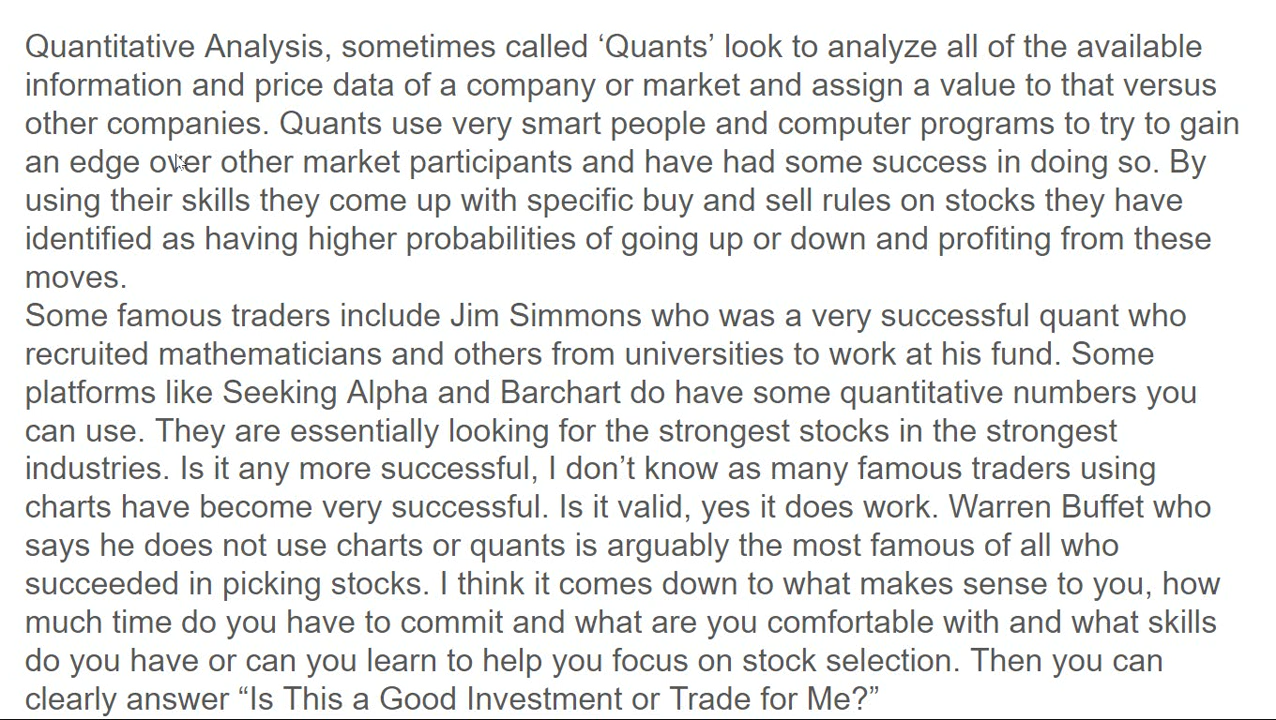 Quantitative Analysis, sometimes called ‘Quants’ look to analyze all of the available
information and price data of a company or market and assign a value to that versus
other companies. Quants use very smart people and computer programs to try to gain
an edge over other market participants and have had some success in doing so. By
using their skills they come up with specific buy and sell rules on stocks they have
identified as having higher probabilities of going up or down and profiting from these
moves.
Some famous traders include Jim Simmons who was a very successful quant who
recruited mathematicians and others from universities to work at his fund. Some
platforms like Seeking Alpha and Barchart do have some quantitative numbers you
can use. They are essentially looking for the strongest stocks in the strongest
industries. Is it any more successful, I don’t know as many famous traders using
charts have become very successful. Is it valid, yes it does work. Warren Buffet who
says he does not use charts or quants is arguably the most famous of all who
succeeded in picking stocks. I think it comes down to what makes sense to you, how
much time do you have to commit and what are you comfortable with and what skills
do you have or can you learn to help you focus on stock selection. Then you can
clearly answer “Is This a Good Investment or Trade for Me?”